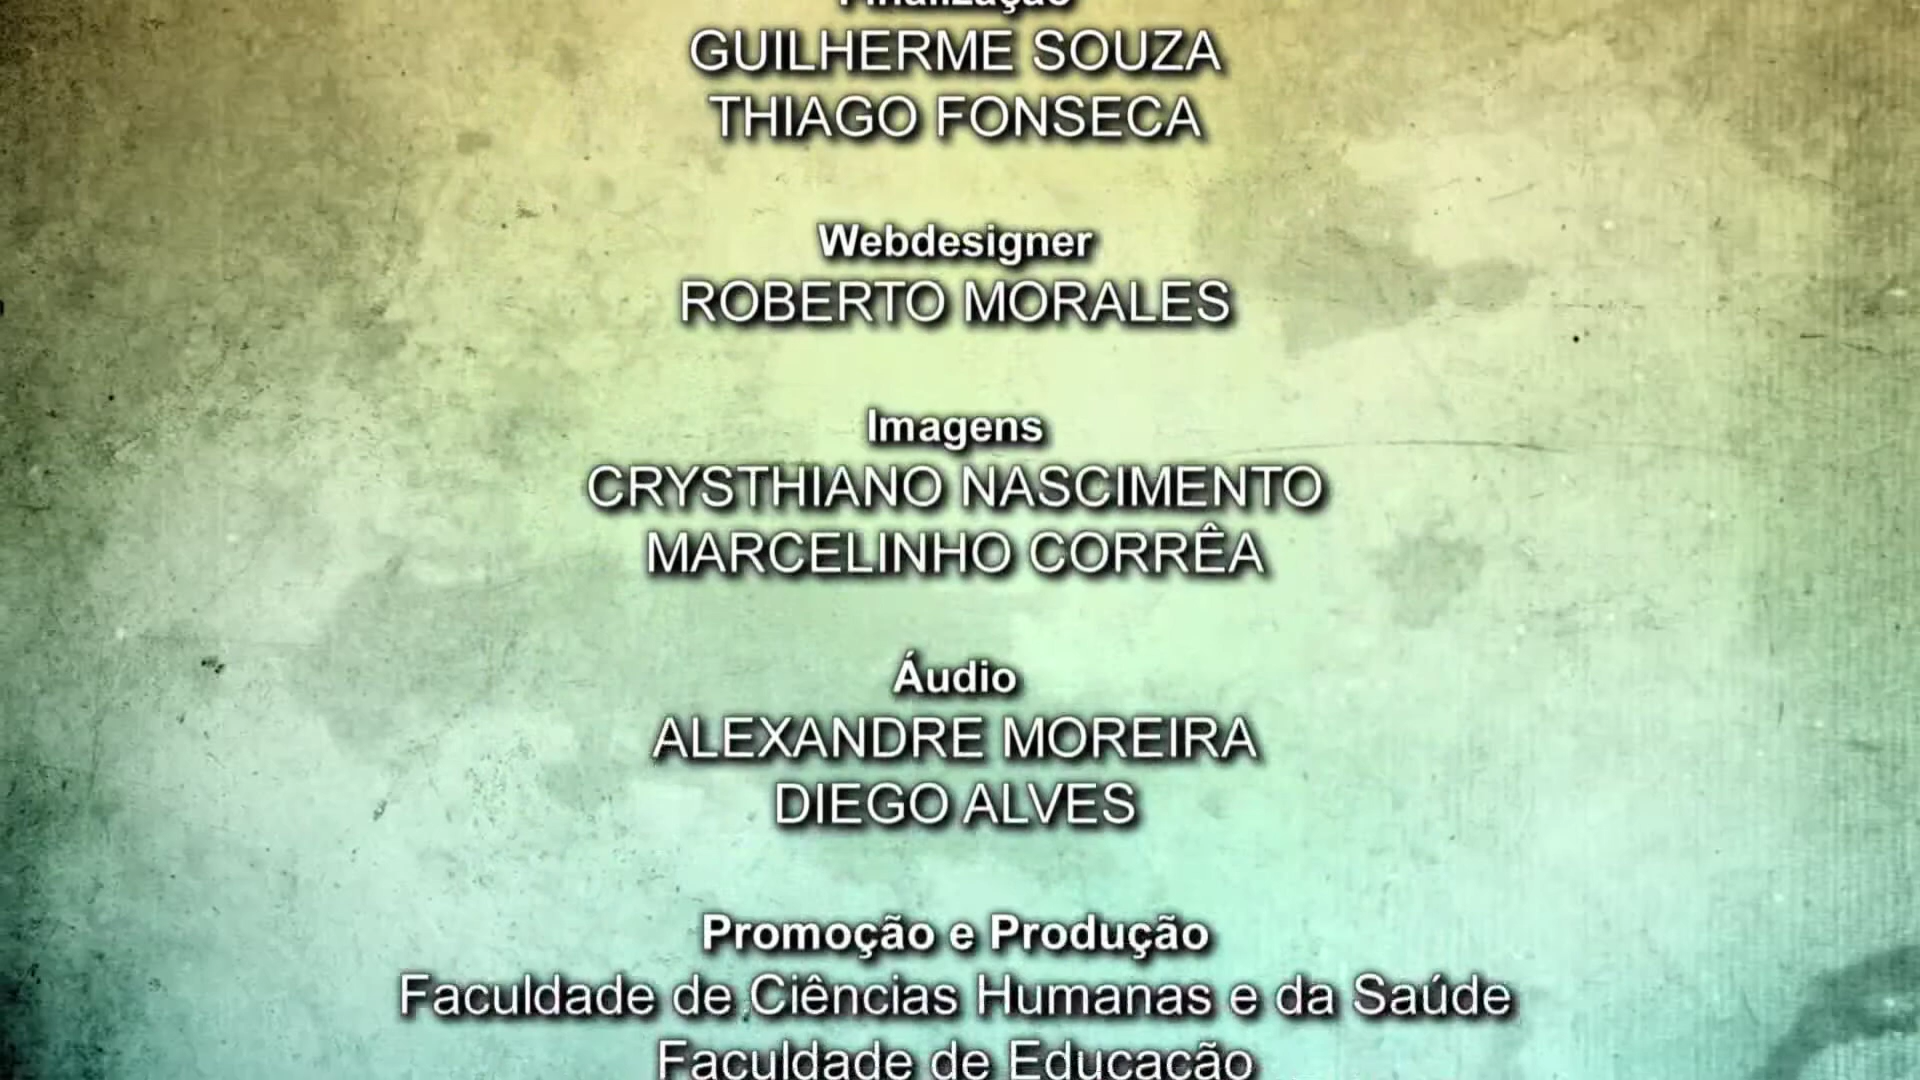 Finalização
GUILHERME SOUZA
THIAGO FONSECA
Webdesigner
ROBERTO MORALES
Imagens
CRYSTHIANO NASCIMENTO
MARCELINHO CORRÊA
Áudio
ALEXANDRE MOREIRA
DIEGO ALVES
Promoção e Produção
Faculdade de Ciências Humanas e da Saúde
Faculdade de Educação